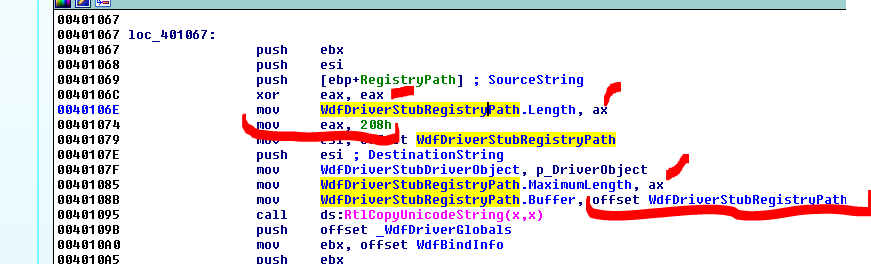 00401067
00401067 loc_401067:
00401067 push ebx
00401068 push esi
00401069 push [ebp+RegistryPath] ; SourceString
0040106C xor eax, eax
0040106E mov WdfDriverStubRegistryPath.Length, ax
00401074 mov eax, 208h
00401079 mov esi, offset WdfDriverStubRegistryPath
0040107E push esi ; DestinationString
0040107F mov WdfDriverStubDriverObject, p_DriverObject
00401085 mov WdfDriverStubRegistryPath.MaximumLength, ax
0040108B mov WdfDriverStubRegistryPath.Buffer, offset WdfDriverStubRegistryPath
00401095 call ds:RtlCopyUnicodeString(x,x)
0040109B push offset _WdfDriverGlobals
004010A0 mov ebx, offset WdfBindInfo
004010A5 push ebx